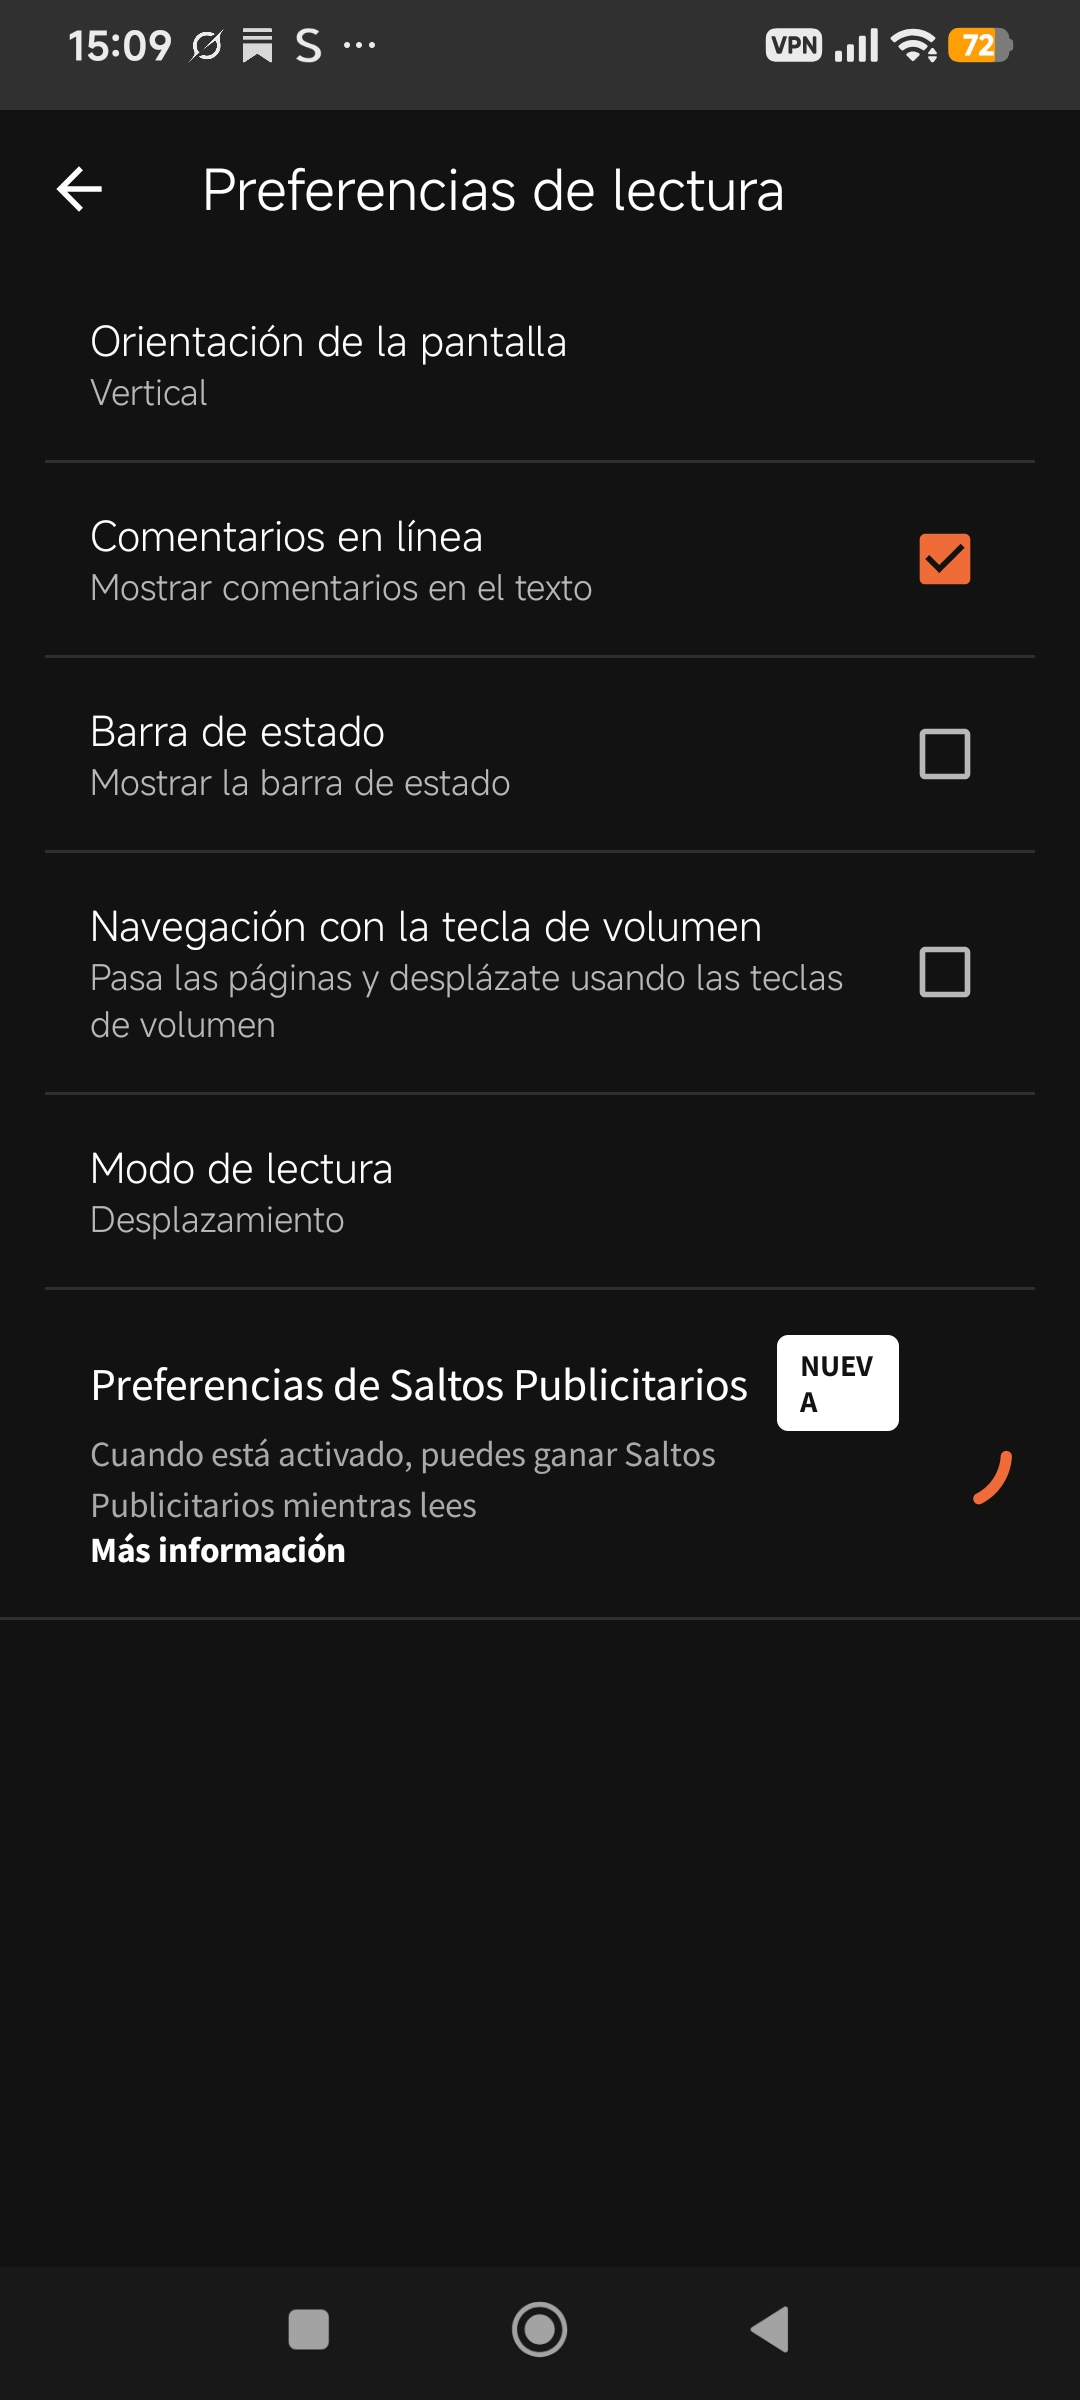 15:09 S ...
VPN 72
Preferencias de lectura
Orientación de la pantalla
Vertical
Comentarios en línea
Mostrar comentarios en el texto
Barra de estado
Mostrar la barra de estado
Navegación con la tecla de volumen
Pasa las páginas y desplázate usando las teclas
de volumen
Modo de lectura
Desplazamiento
Preferencias de Saltos Publicitarios
NUEV
A
Cuando está activado, puedes ganar Saltos
Publicitarios mientras lees
Más información